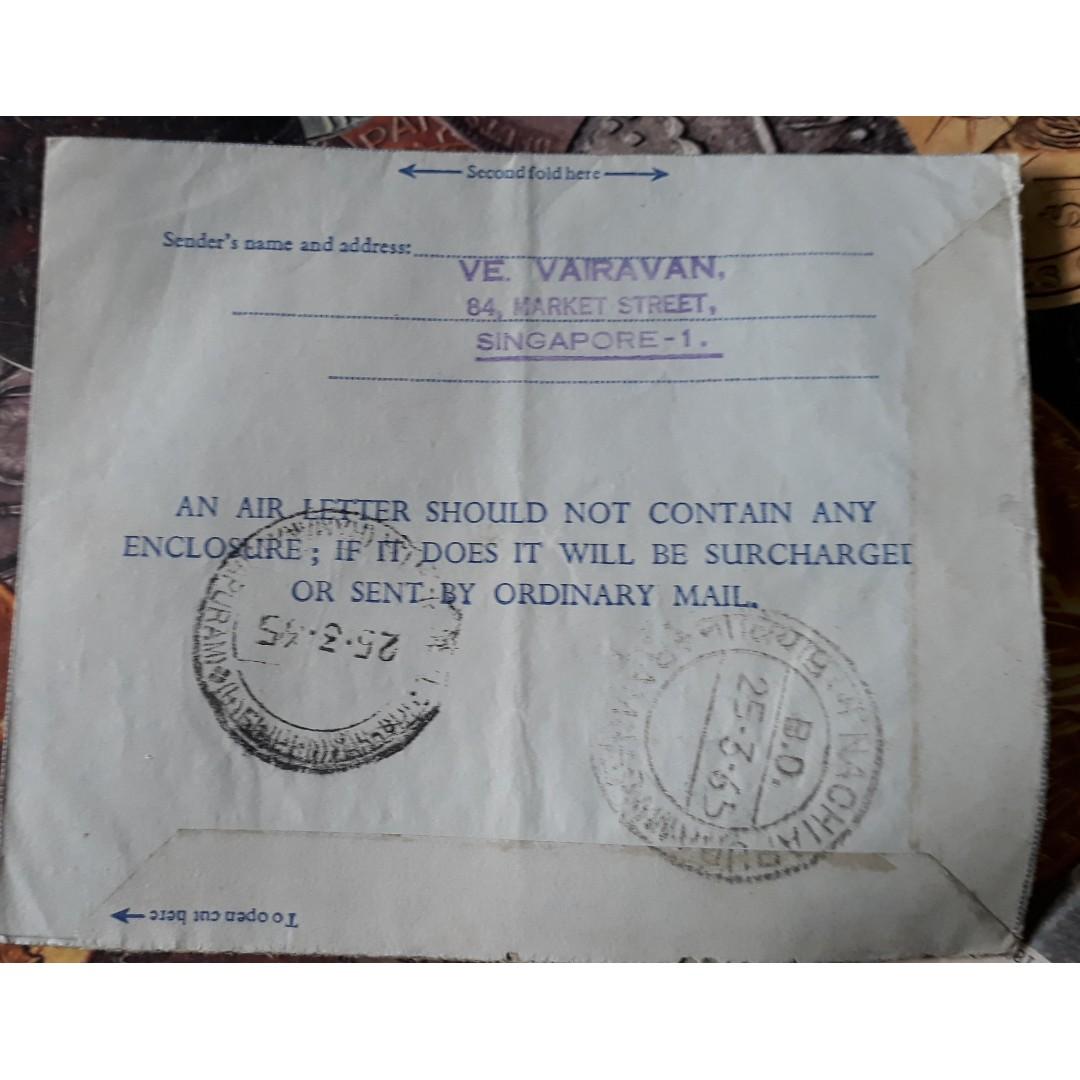 Second fold here
Sender's name and address:
VE. VAIRAVAN,
84, MARKET STREET,
SINGAPORE-1.
AN AIR LETTER SHOULD NOT CONTAIN ANY
ENCLOSURE; IF IT DOES IT WILL BE SURCHARGED
OR SENT BY ORDINARY MAIL.
25·3·65
B.O.
25·3·65
To open cut here